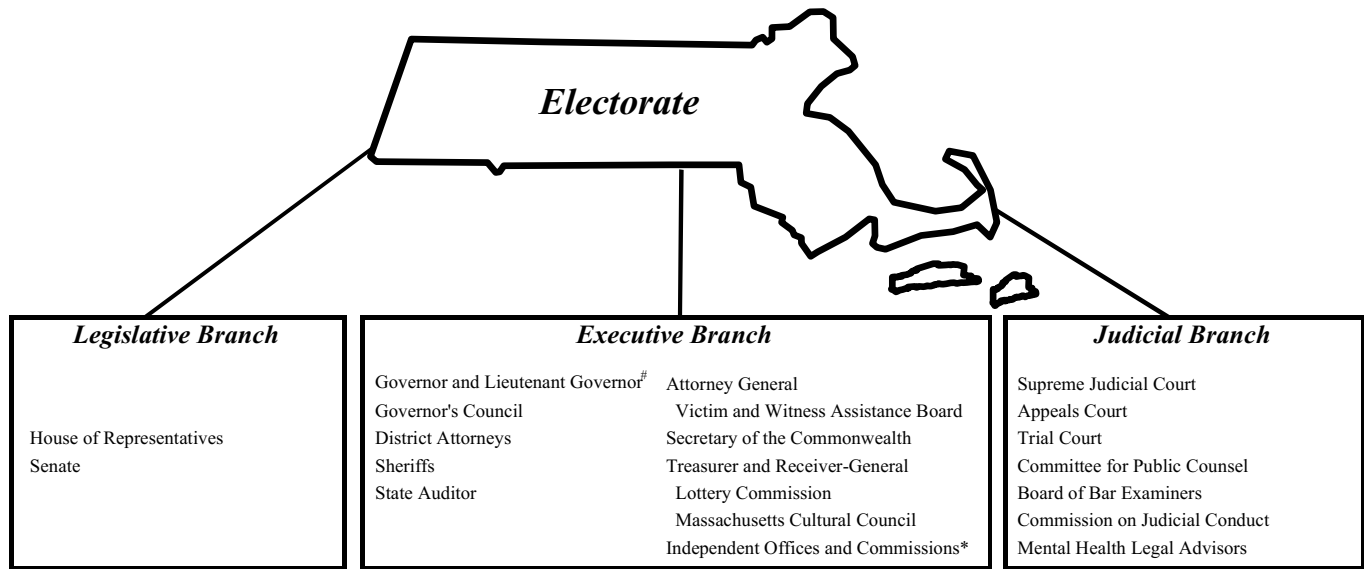 Electorate
Legislative Branch
House of Representatives
Senate
Executive Branch
Governor and Lieutenant Governor#
Governor's Council
District Attorneys
Sheriffs
State Auditor
Attorney General
Victim and Witness Assistance Board
Secretary of the Commonwealth
Treasurer and Receiver-General
Lottery Commission
Massachusetts Cultural Council
Independent Offices and Commissions*
Judicial Branch
Supreme Judicial Court
Appeals Court
Trial Court
Committee for Public Counsel
Board of Bar Examiners
Commission on Judicial Conduct
Mental Health Legal Advisors